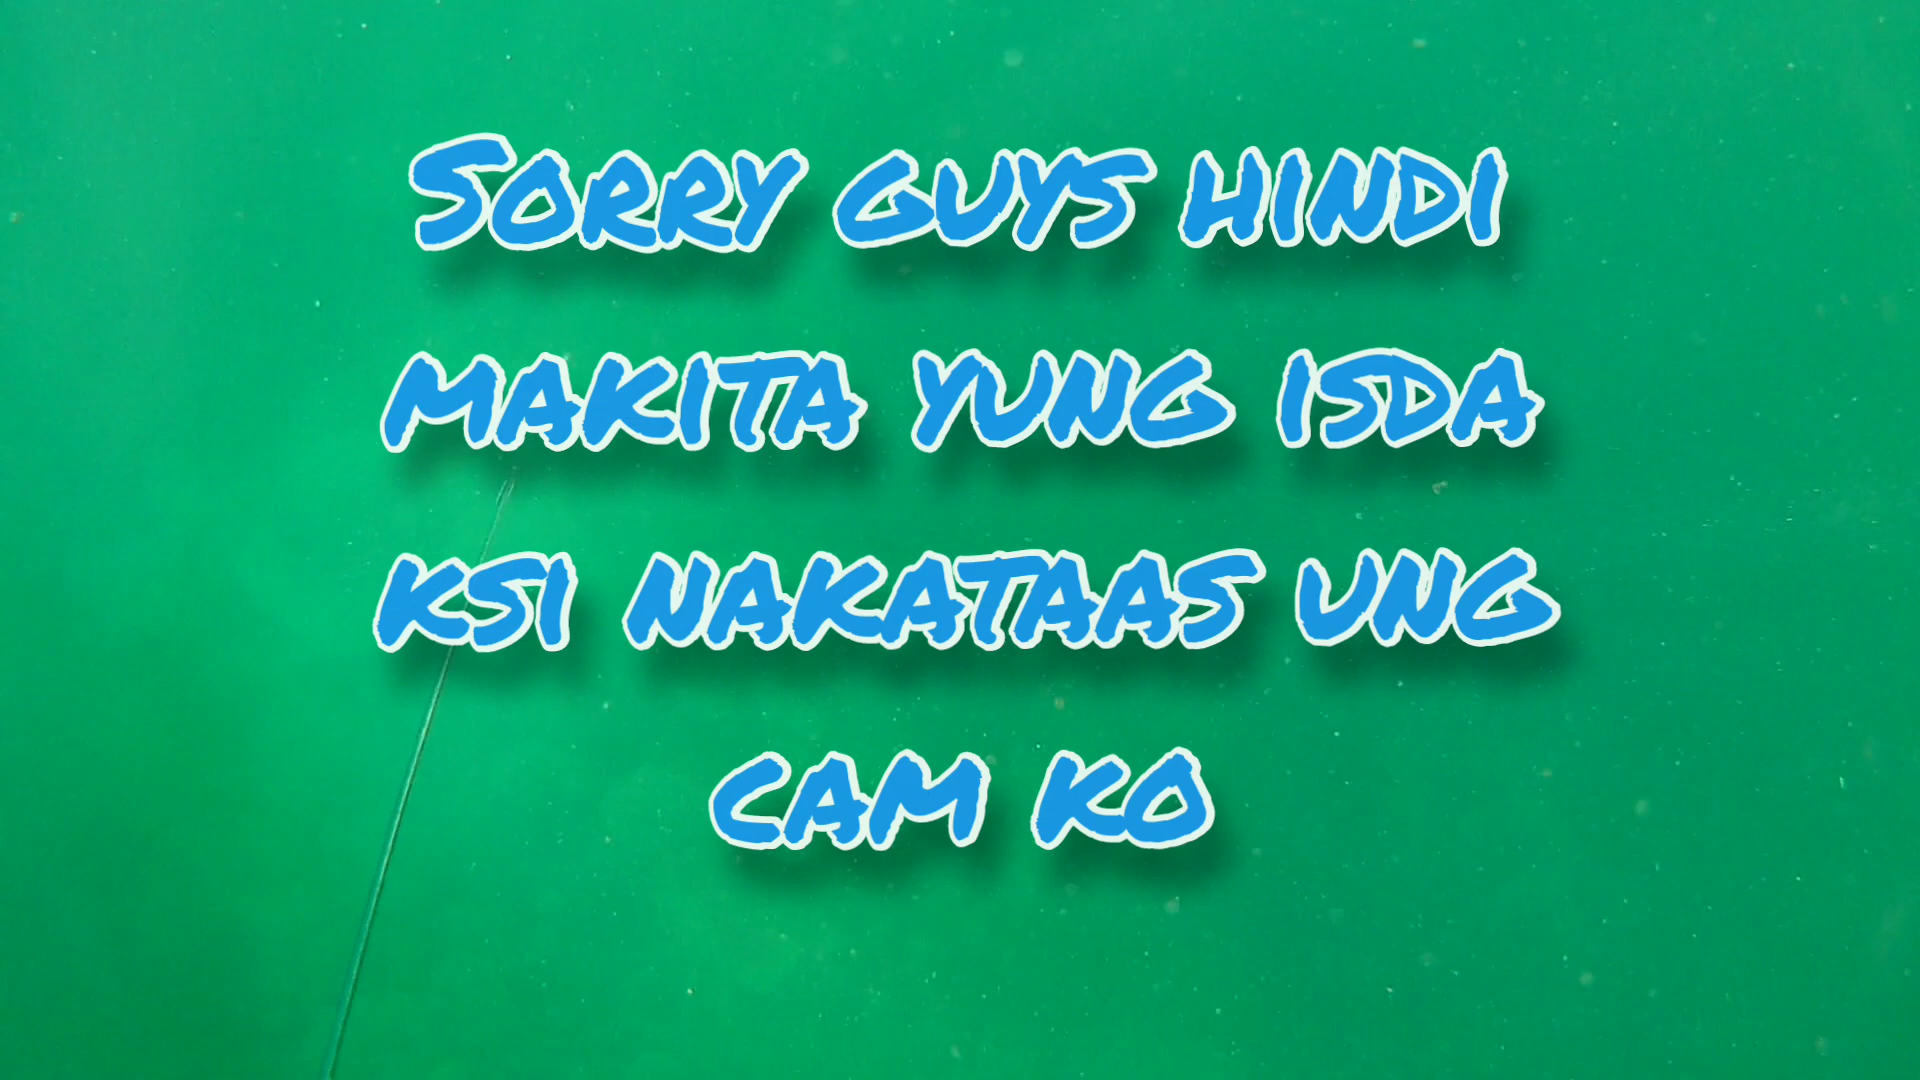 Sorry guys hindi
makita yung isda
ksi nakataas ung
cam ko